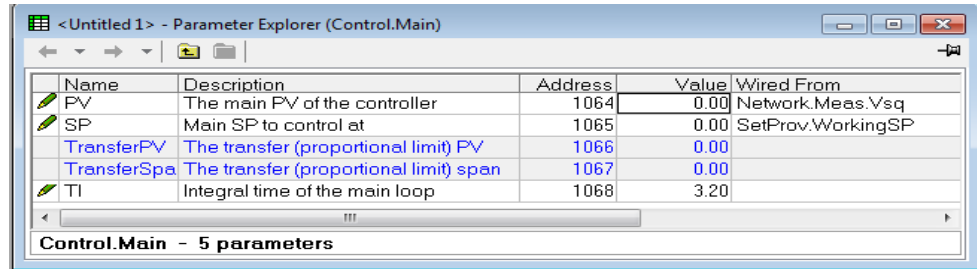 <Untitled 1> - Parameter Explorer (Control.Main)
Name Description Address Value Wired From
PV The main PV of the controller 1064 0.00 Network.Meas.Vsq
SP Main SP to control at 1065 0.00 SetProv.WorkingSP
TransferPV The transfer (proportional limit) PV 1066 0.00
TransferSpa The transfer (proportional limit) span 1067 0.00
TI Integral time of the main loop 1068 3.20
Control.Main - 5 parameters